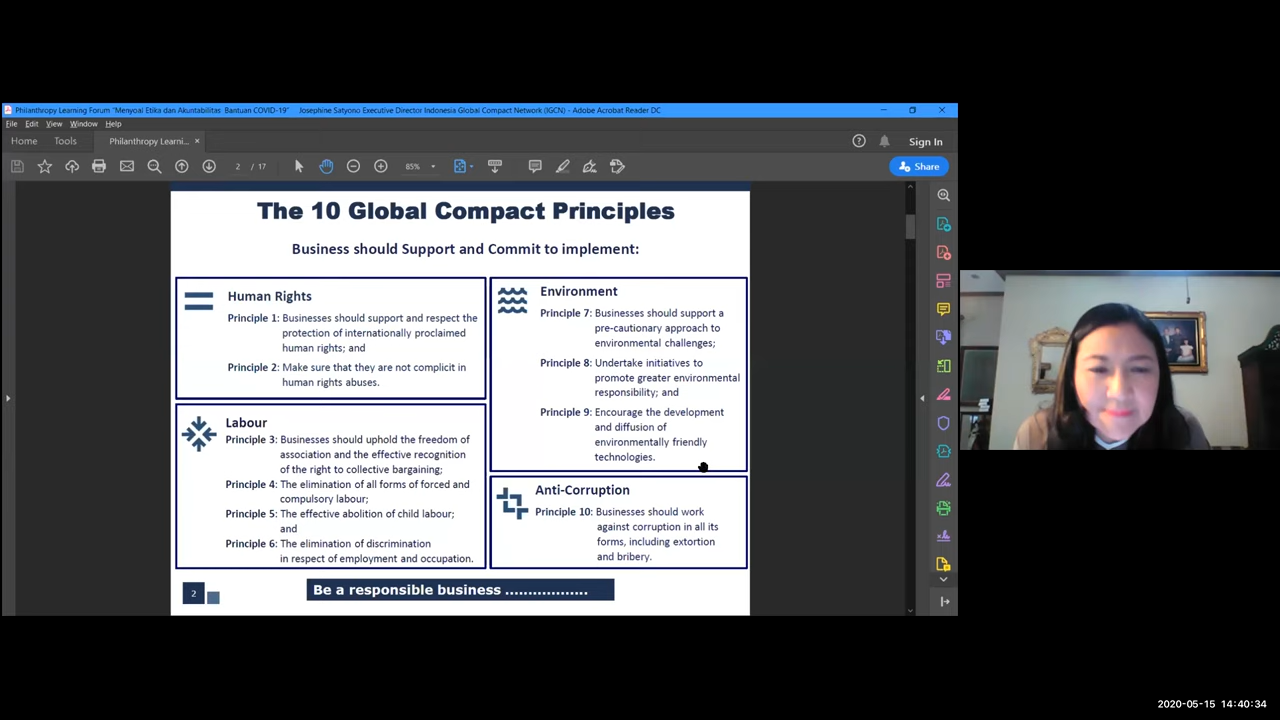 Philanthropy Learning Forum "Menyoal Etika dan Akuntabilitas Bantuan COVID-19" Josephine Satyono Executive Director Indonesia Global Compact Network (IGCN) - Adobe Acrobat Reader DC
File Edit View Window Help
Home Tools Philanthropy Learni... × Sign In
2 / 17 85% Share
The 10 Global Compact Principles
Business should Support and Commit to implement:
Human Rights
Principle 1: Businesses should support and respect the
protection of internationally proclaimed
human rights; and
Principle 2: Make sure that they are not complicit in
human rights abuses.
Labour
Principle 3: Businesses should uphold the freedom of
association and the effective recognition
of the right to collective bargaining;
Principle 4: The elimination of all forms of forced and
compulsory labour;
Principle 5: The effective abolition of child labour;
and
Principle 6: The elimination of discrimination
in respect of employment and occupation.
Environment
Principle 7: Businesses should support a
pre-cautionary approach to
environmental challenges;
Principle 8: Undertake initiatives to
promote greater environmental
responsibility; and
Principle 9: Encourage the development
and diffusion of
environmentally friendly
technologies.
Anti-Corruption
Principle 10: Businesses should work
against corruption in all its
forms, including extortion
and bribery.
2
Be a responsible business ..................
2020-05-15 14:40:34